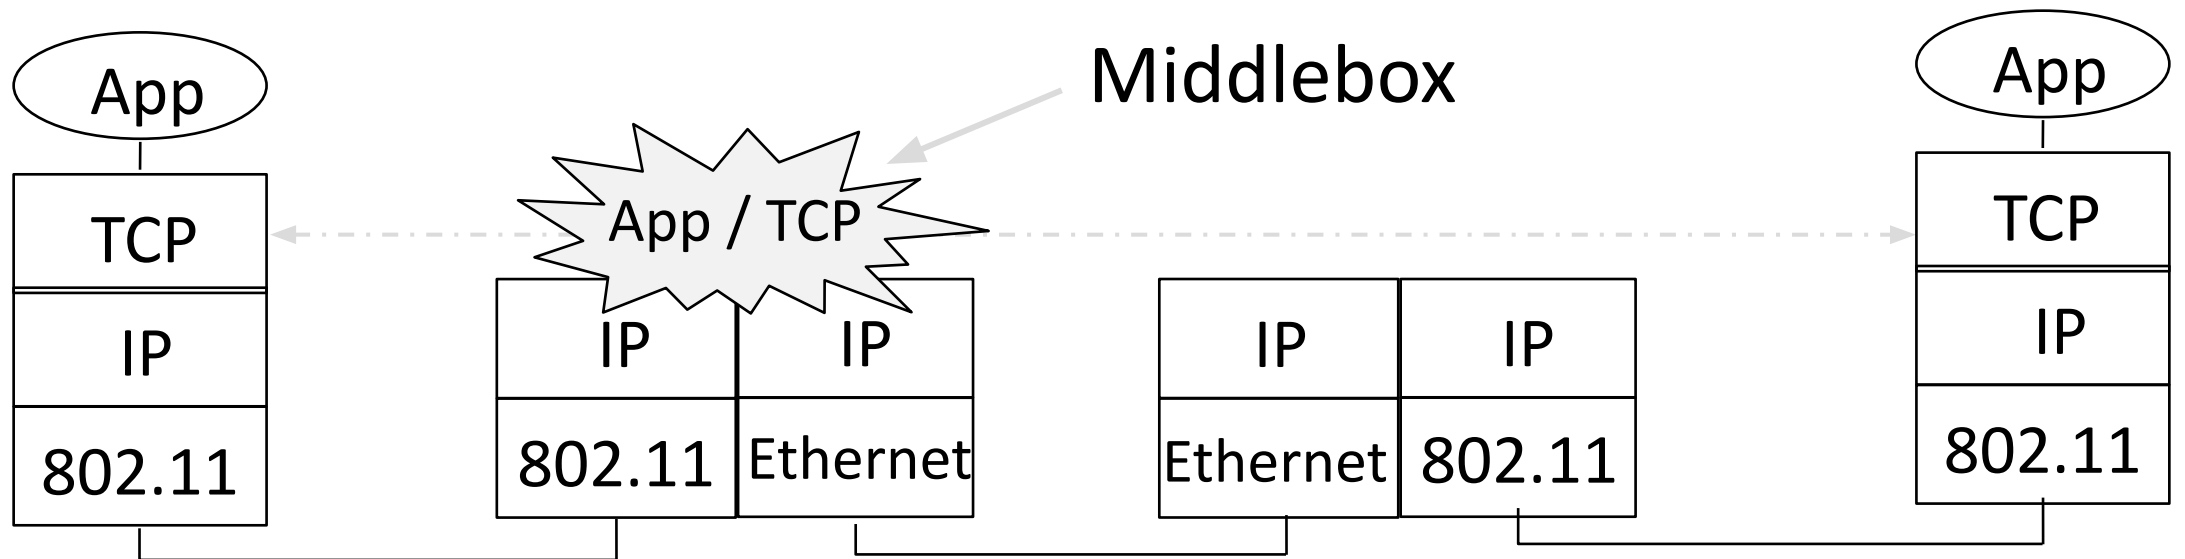 Middlebox
App
TCP
IP
802.11
App / TCP
IP
IP
802.11
Ethernet
IP
IP
Ethernet
802.11
App
TCP
IP
802.11